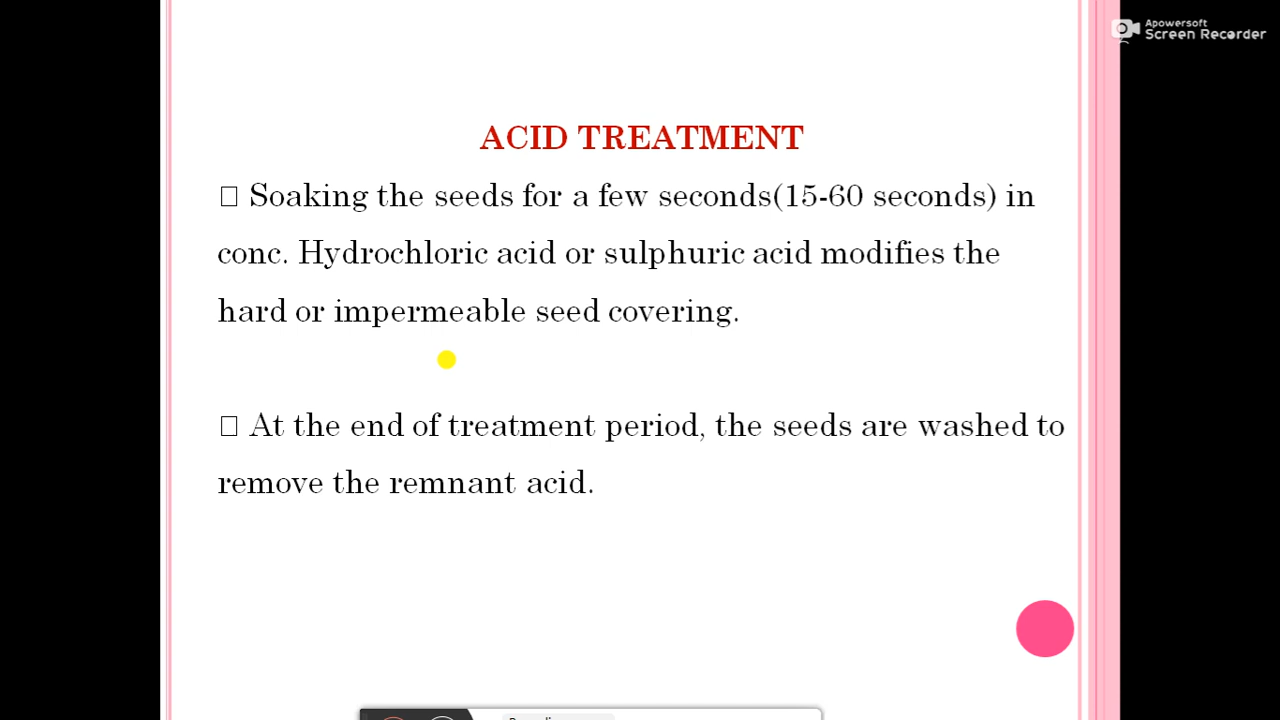 Apowersoft
Screen Recorder
ACID TREATMENT
□ Soaking the seeds for a few seconds(15-60 seconds) in
conc. Hydrochloric acid or sulphuric acid modifies the
hard or impermeable seed covering.
□ At the end of treatment period, the seeds are washed to
remove the remnant acid.